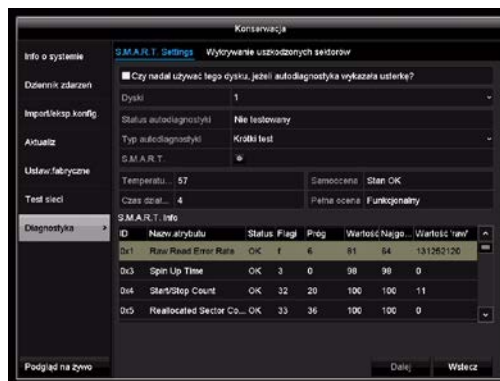 Konserwacja
Info o systemie
Dziennik zdarzeń
Import/eksp.konfig.
Aktualiz
Ustaw.fabryczne
Test sieci
Diagnostyka >
Podgląd na żywo
S.M.A.R.T. Settings Wykrywanie uszkodzonych sektorów
Czy nadal używać tego dysku, jeżeli autodiagnostyka wykazała usterkę?
Dyski 1
Status autodiagnostyki Nie testowany
Typ autodiagnostyki Krótki test
S.M.A.R.T.
Temperatu... 57 Samoocena Stan OK
Czas dział... 4 Pełna ocena Funkcjonalny
S.M.A.R.T. Info
ID Nazw.atrybutu Status Flagi Próg Wartość Najgo... Wartość 'raw'
0x1 Raw Read Error Rate OK f 6 81 64 131262120
0x3 Spin Up Time OK 3 0 98 98 0
0x4 Start/Stop Count OK 32 20 100 100 11
0x5 Reallocated Sector Co... OK 33 36 100 100 0
Dalej Wstecz